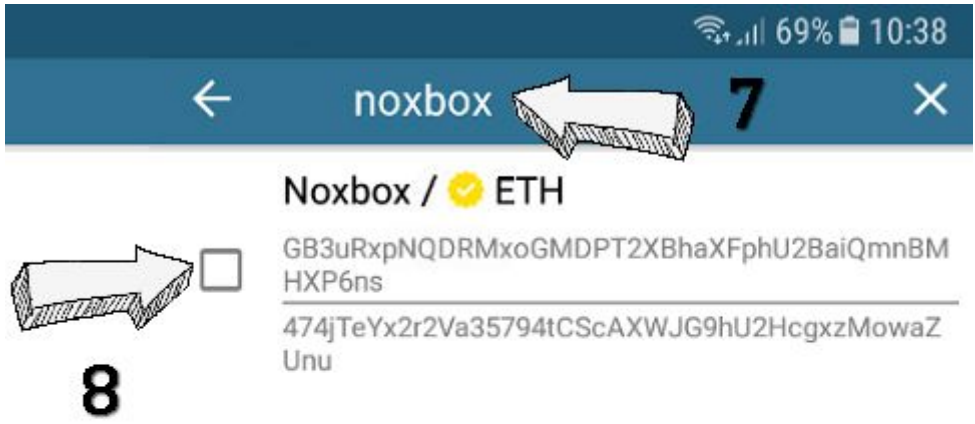 69% 10:38
noxbox
7
Noxbox / ETH
GB3uRxpNQDRMxoGMDPT2XBhaXFphU2BaiQmnBM
HXP6ns
474jTeYx2r2Va35794tCScAXWJG9hU2HcgxzMowaZ
Unu
8